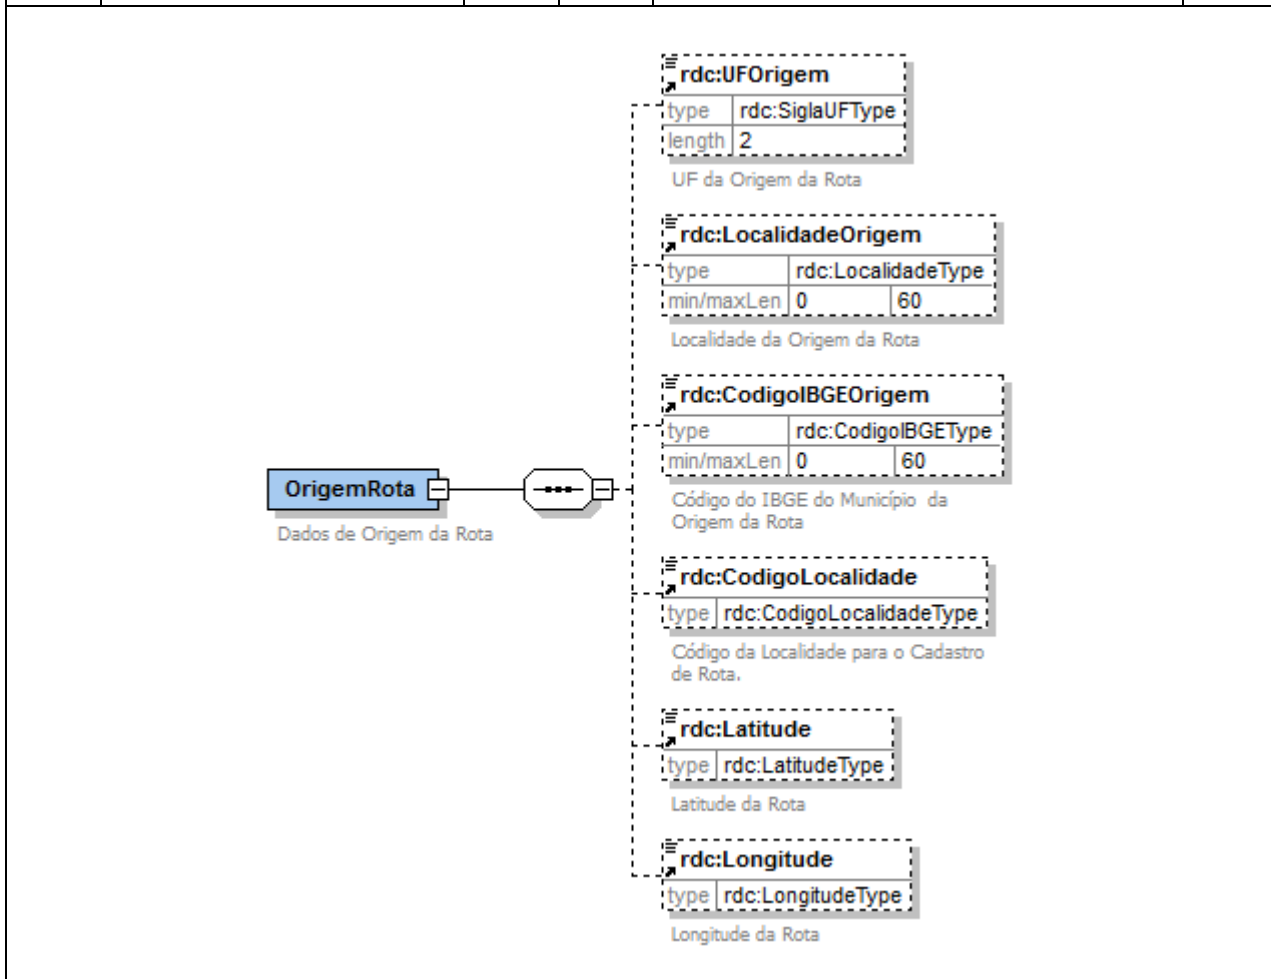 rdc:UFOrigem
type rdc:SiglaUFType
length 2
UF da Origem da Rota
rdc:LocalidadeOrigem
type rdc:LocalidadeType
min/maxLen 0 60
Localidade da Origem da Rota
rdc:CodigoIBGEOrigem
type rdc:CodigoIBGEType
min/maxLen 0 60
Código do IBGE do Município da
Origem da Rota
OrigemRota
Dados de Origem da Rota
rdc:CodigoLocalidade
type rdc:CodigoLocalidadeType
Código da Localidade para o Cadastro
de Rota.
rdc:Latitude
type rdc:LatitudeType
Latitude da Rota
rdc:Longitude
type rdc:LongitudeType
Longitude da Rota